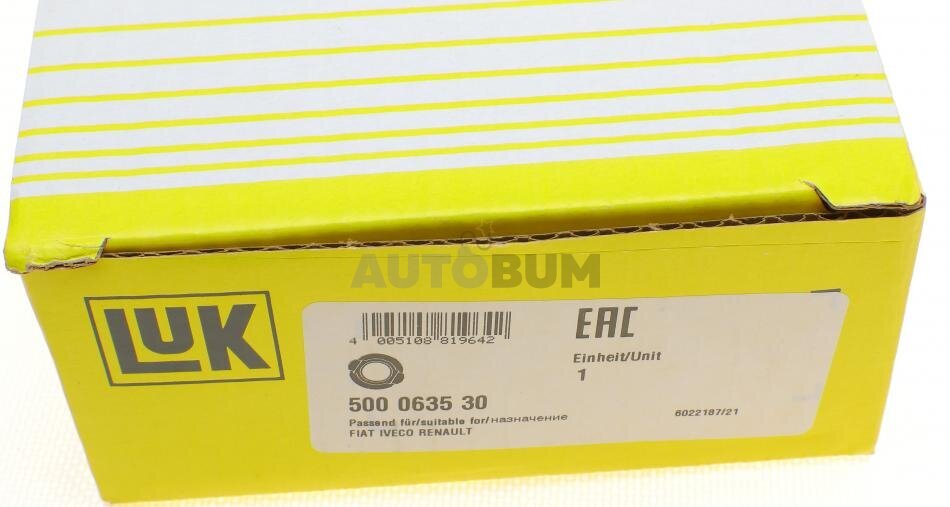 AUTOBUM
LUK
4 005108 819642
EAC
Einheit/Unit
1
500 0635 30
Passend für/suitable for/назначение
FIAT IVECO RENAULT
6022187/21